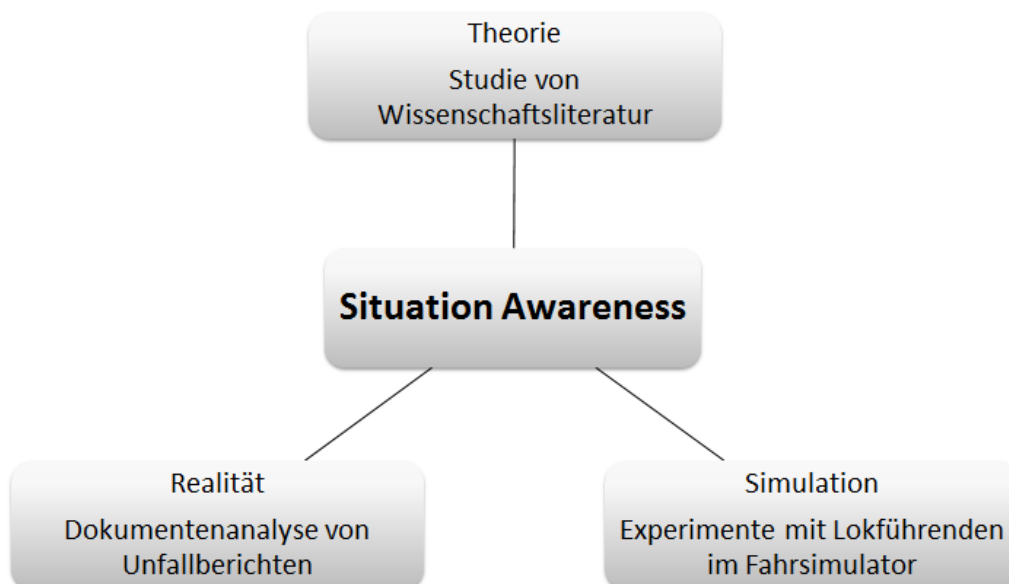 Theorie
Studie von
Wissenschaftsliteratur
Situation Awareness
Realität
Dokumentenanalyse von
Unfallberichten
Simulation
Experimente mit Lokführenden
im Fahrsimulator